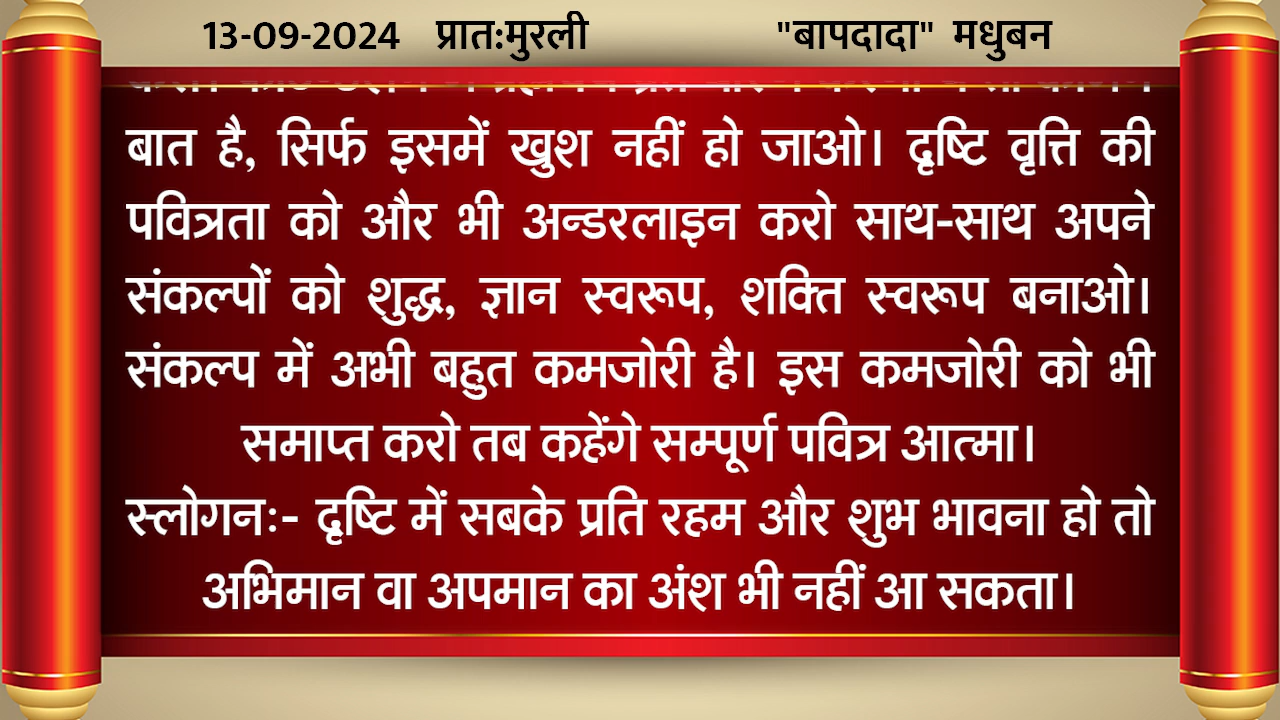 13-09-2024 प्रात:मुरली "बापदादा" मधुबन
बात है, सिर्फ इसमें खुश नहीं हो जाओ। दृष्टि वृत्ति की
पवित्रता को और भी अन्डरलाइन करो साथ-साथ अपने
संकल्पों को शुद्ध, ज्ञान स्वरूप, शक्ति स्वरूप बनाओ।
संकल्प में अभी बहुत कमजोरी है। इस कमजोरी को भी
समाप्त करो तब कहेंगे सम्पूर्ण पवित्र आत्मा।
स्लोगनः- दृष्टि में सबके प्रति रहम और शुभ भावना हो तो
अभिमान वा अपमान का अंश भी नहीं आ सकता।